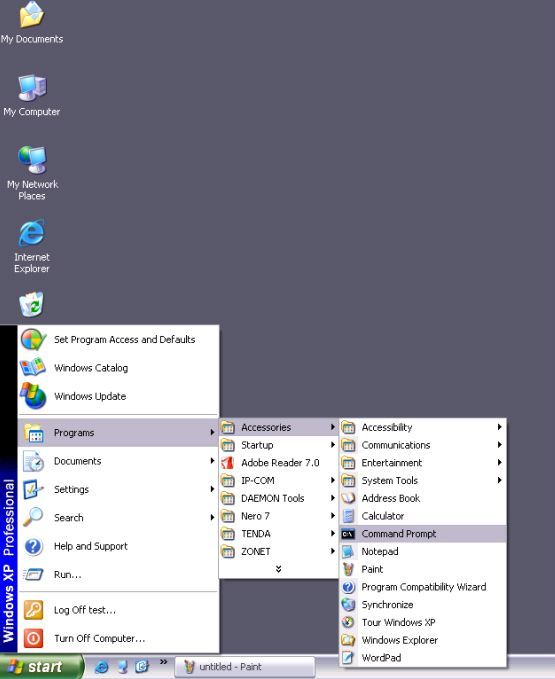 My Documents
My Computer
My Network
Places
Internet
Explorer
Set Program Access and Defaults
Windows Catalog
Windows Update
Programs
Documents
Settings
Search
Help and Support
Run...
Log Off test...
Turn Off Computer...
Windows XP Professional
Accessories
Startup
Adobe Reader 7.0
IP-COM
DAEMON Tools
Nero 7
TENDA
ZONET
Accessibility
Communications
Entertainment
System Tools
Address Book
Calculator
C:\
Command Prompt
Notepad
Paint
Program Compatibility Wizard
Synchronize
Tour Windows XP
Windows Explorer
WordPad
start
untitled - Paint